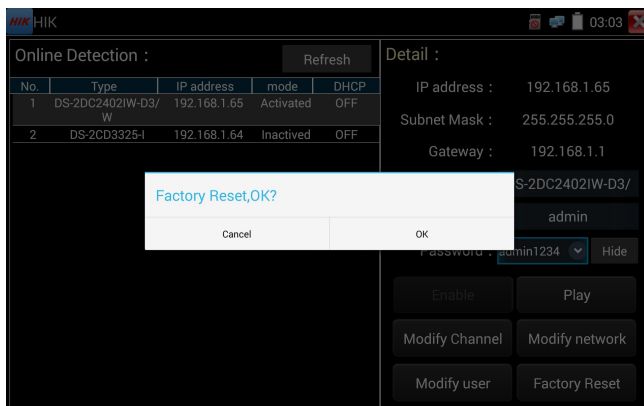 HIK HIK 03:03
Online Detection :
Refresh
No. Type IP address mode DHCP
1 DS-2DC2402IW-D3/W 192.168.1.65 Activated OFF
2 DS-2CD3325-I 192.168.1.64 Inactived OFF
Detail :
IP address : 192.168.1.65
Subnet Mask : 255.255.255.0
Gateway : 192.168.1.1
S-2DC2402IW-D3/
admin
Password : admin1234 Hide
Enable Play
Modify Channel Modify network
Modify user Factory Reset
Factory Reset,OK?
Cancel OK